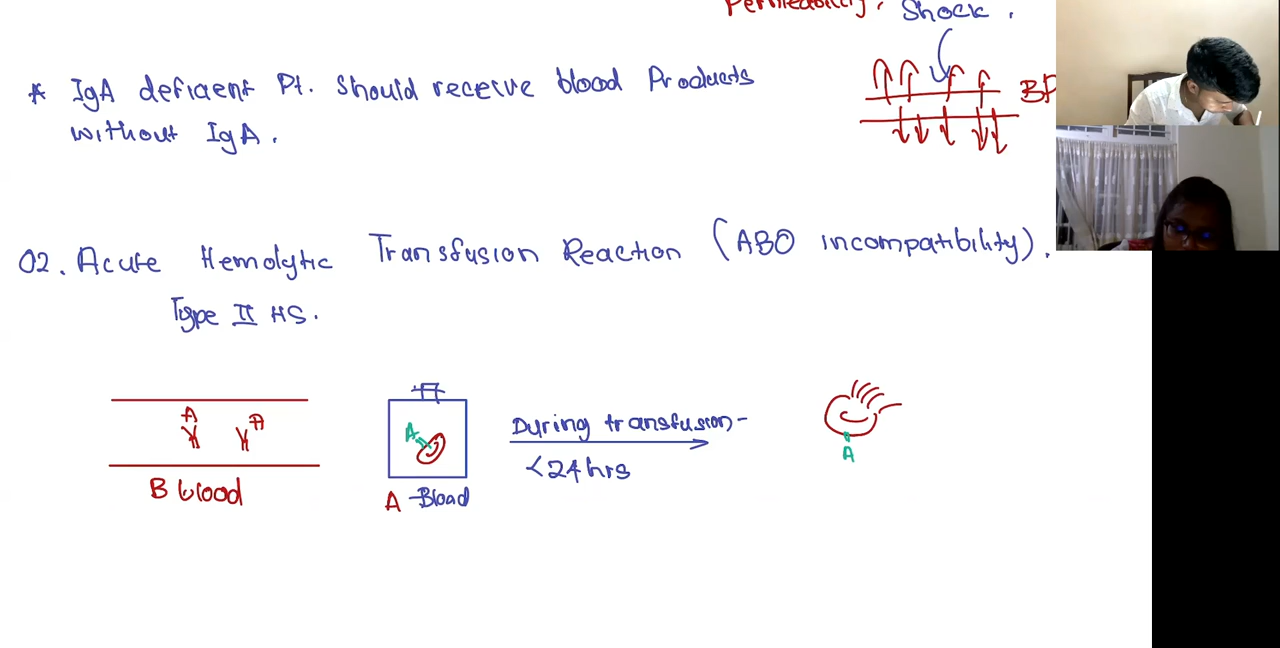 Permeability. Shock.
* IgA deficient Pt. should receive blood Products
without IgA.
BP
02. Acute Hemolytic Transfusion Reaction (ABO incompatibility).
Type II HS.
A A
A
During transfusion -
<24 hrs
A
B blood
A - Blood